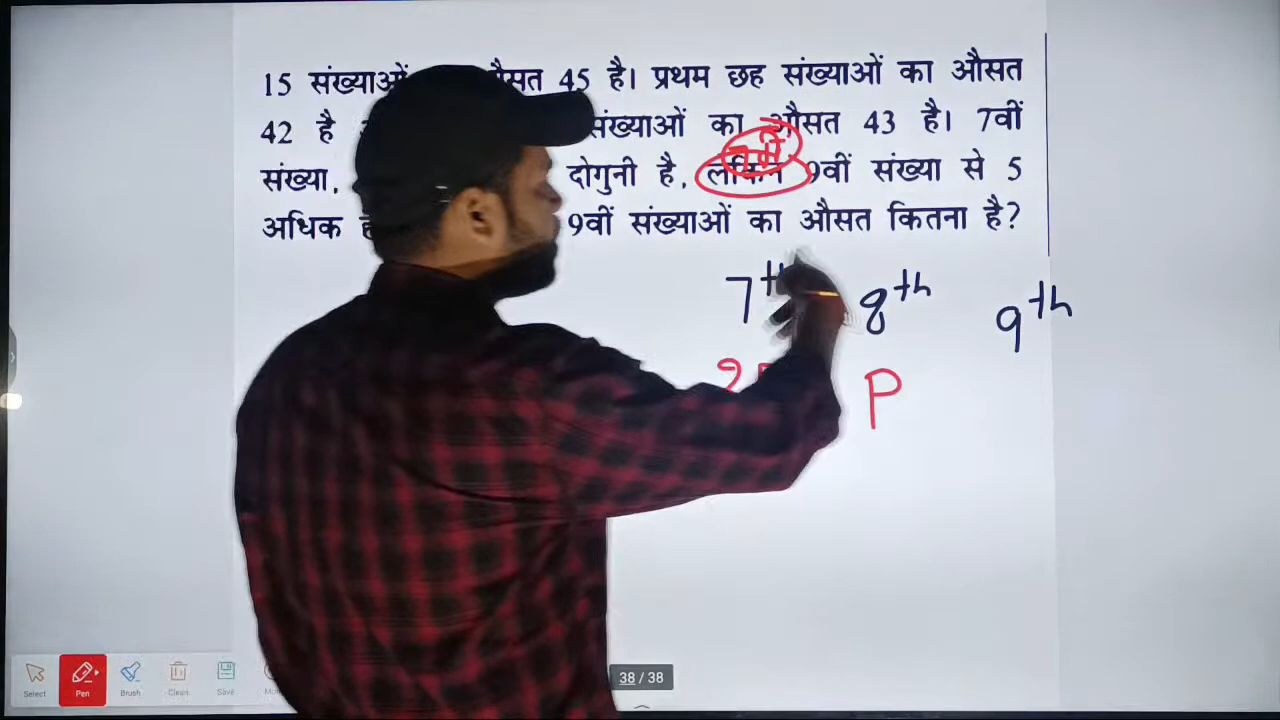 15 संख्याओं औसत 45 है। प्रथम छह संख्याओं का औसत
42 है संख्याओं का औसत 43 है। 7वीं
संख्या, दोगुनी है, लेकिन 9वीं संख्या से 5
अधिक 9वीं संख्याओं का औसत कितना है?
7th 8th 9th
P
38 / 38
Select Pen Brush Clean Save